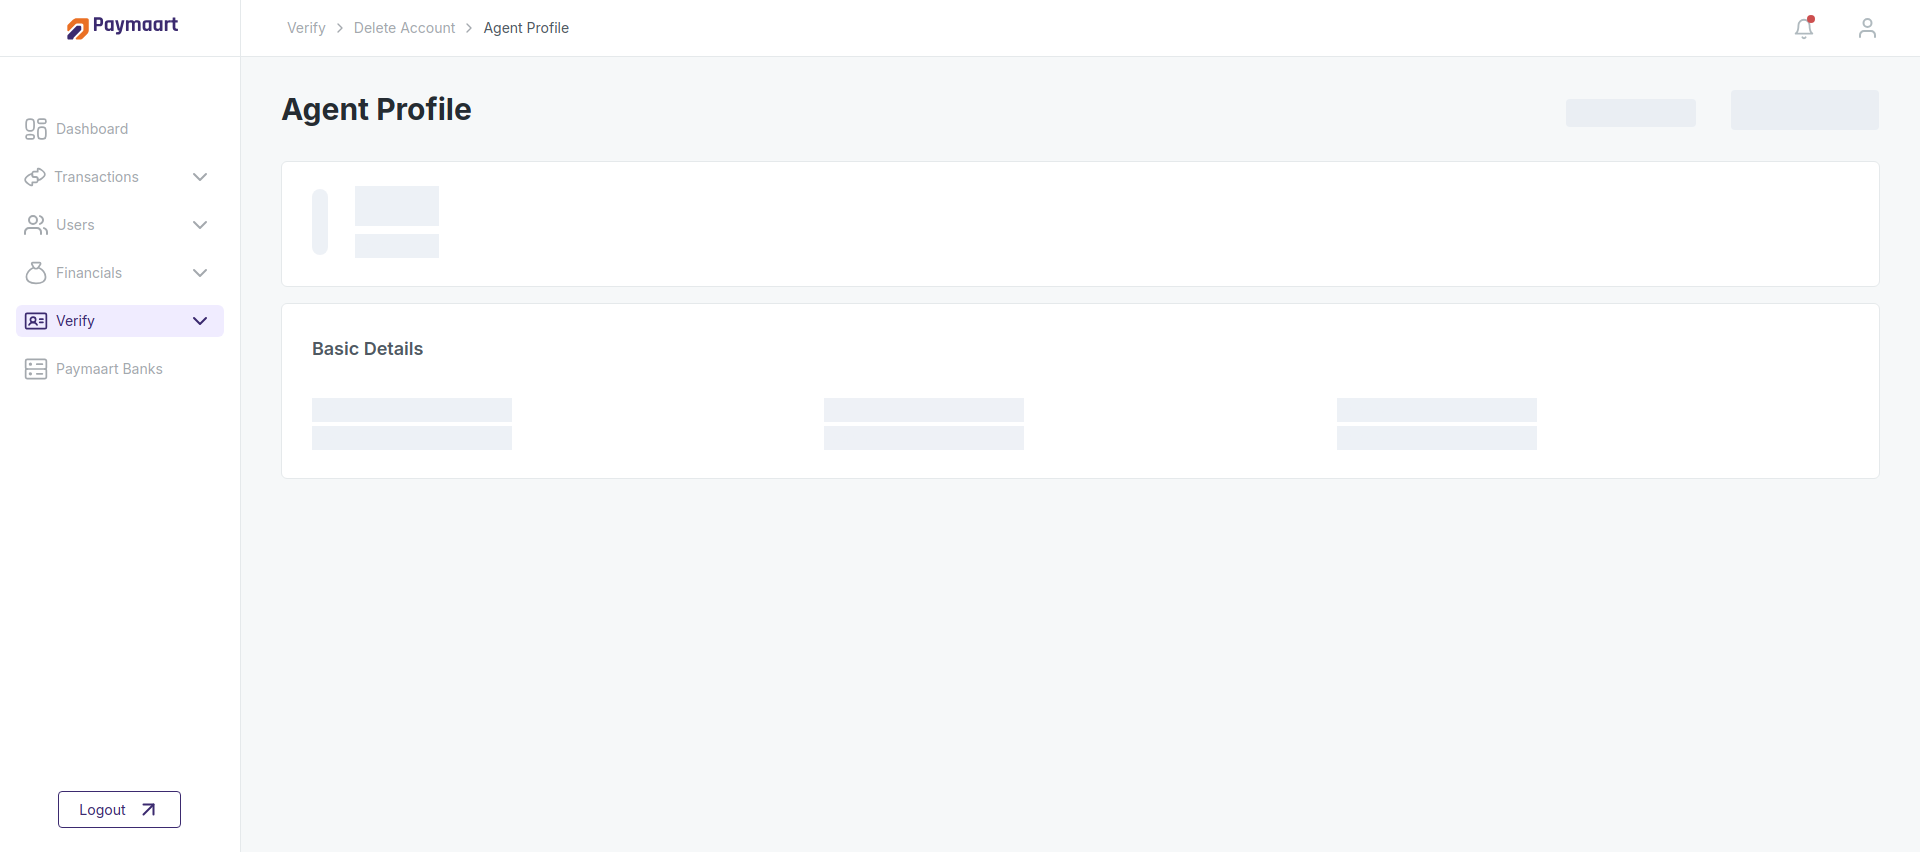 Paymaart
Verify > Delete Account > Agent Profile
Agent Profile
Dashboard
Transactions
Users
Financials
Verify
Paymaart Banks
Basic Details
Logout